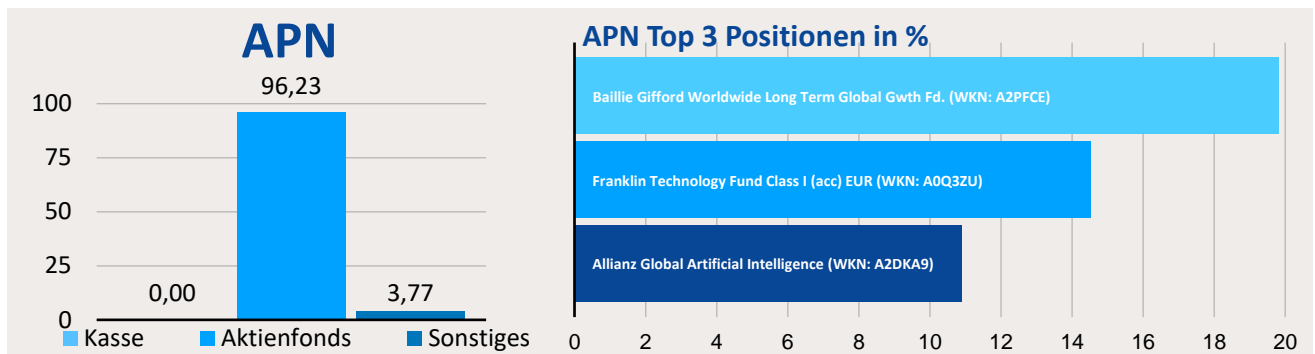 APN
96,23
100
75
50
25
0,00
3,77
0
Kasse Aktienfonds Sonstiges
APN Top 3 Positionen in %
Baillie Gifford Worldwide Long Term Global Gwth Fd. (WKN: A2PFCE)
Franklin Technology Fund Class I (acc) EUR (WKN: A0Q3ZU)
Allianz Global Artificial Intelligence (WKN: A2DKA9)
0 2 4 6 8 10 12 14 16 18 20